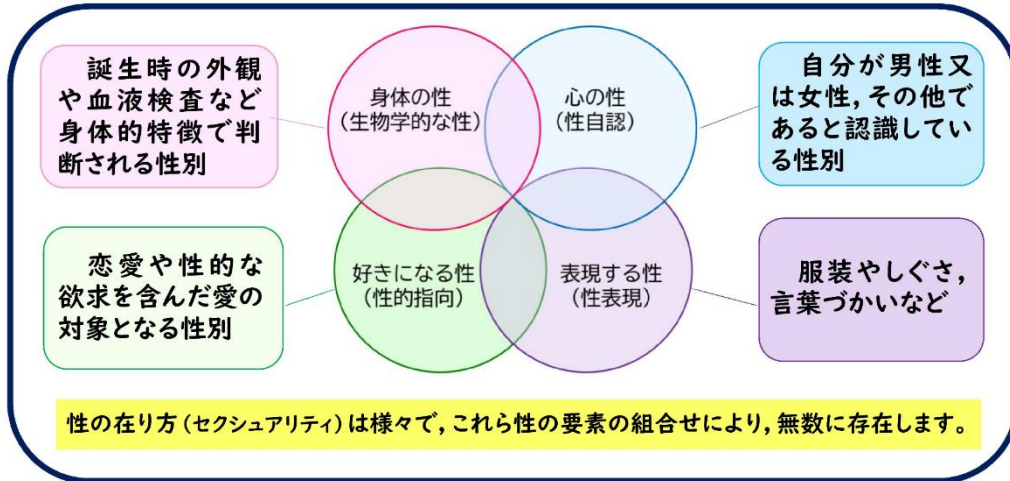 誕生時の外観
や血液検査など
身体的特徴で判
断される性別
身体の性
(生物学的な性)
心の性
(性自認)
自分が男性又
は女性,その他で
あると認識してい
る性別
恋愛や性的な
欲求を含んだ愛の
対象となる性別
好きになる性
(性的指向)
表現する性
(性表現)
服装やしぐさ,
言葉づかいなど
性の在り方(セクシュアリティ)は様々で,これら性の要素の組合せにより,無数に存在します。